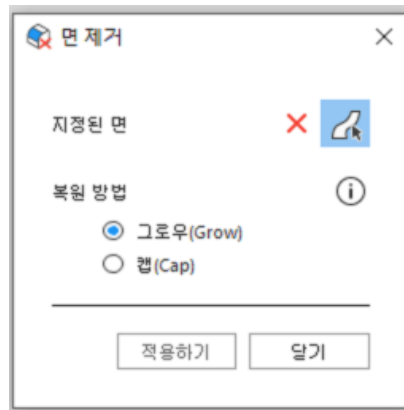 면 제거
지정된 면
복원 방법
그로우(Grow)
캡(Cap)
적용하기
닫기